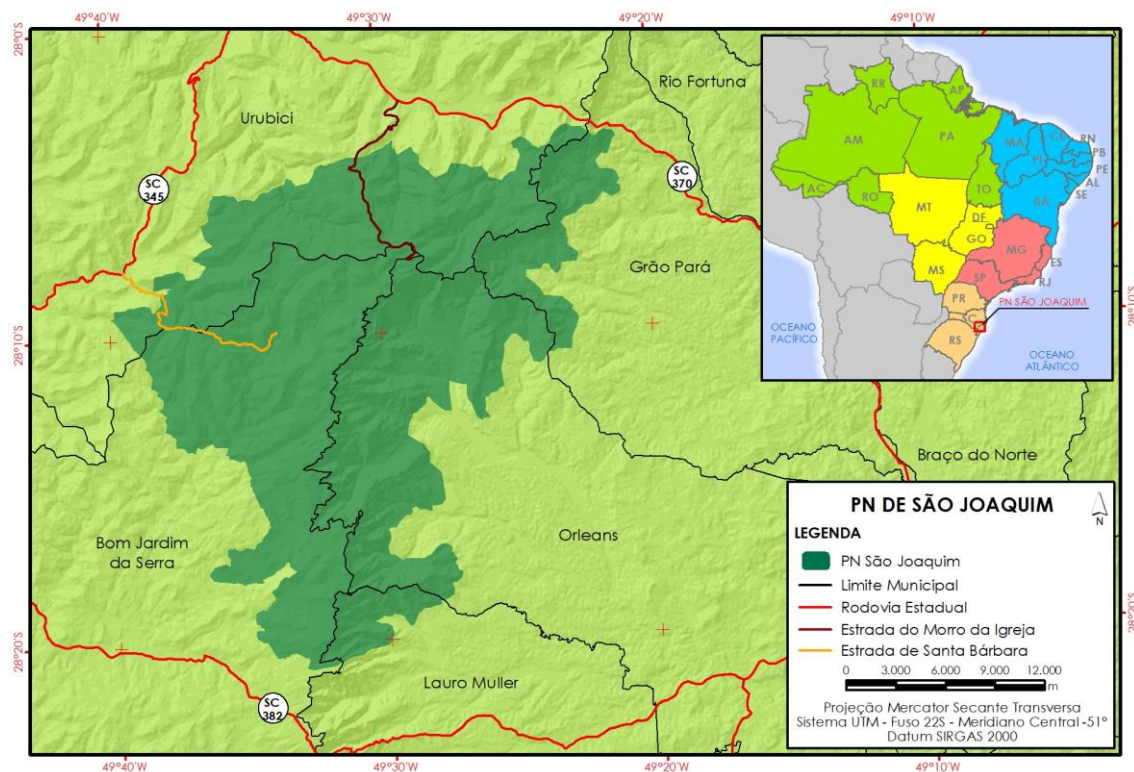 49°40'W
49°30'W
49°20'W
49°10'W
28°0'S
28°10'S
28°20'S
28°10'S
28°20'S
49°40'W
49°30'W
49°20'W
49°10'W
Urubici
Rio Fortuna
SC
345
SC
370
Grão Pará
Braço do Norte
Bom Jardim
da Serra
Orleans
Lauro Muller
SC
382
RR
AP
AM
PA
MA
CE
RN
PB
PE
AL
SE
PI
AC
RO
TO
BA
MT
DF
GO
MS
MG
ES
SP
RJ
PR
SC
RS
PN SÃO JOAQUIM
OCEANO
PACÍFICO
OCEANO
ATLÂNTICO
PN DE SÃO JOAQUIM
N
LEGENDA
PN São Joaquim
Limite Municipal
Rodovia Estadual
Estrada do Morro da Igreja
Estrada de Santa Bárbara
0 3.000 6.000 9.000 12.000
m
Projeção Mercator Secante Transversa
Sistema UTM - Fuso 22S - Meridiano Central -51°
Datum SIRGAS 2000